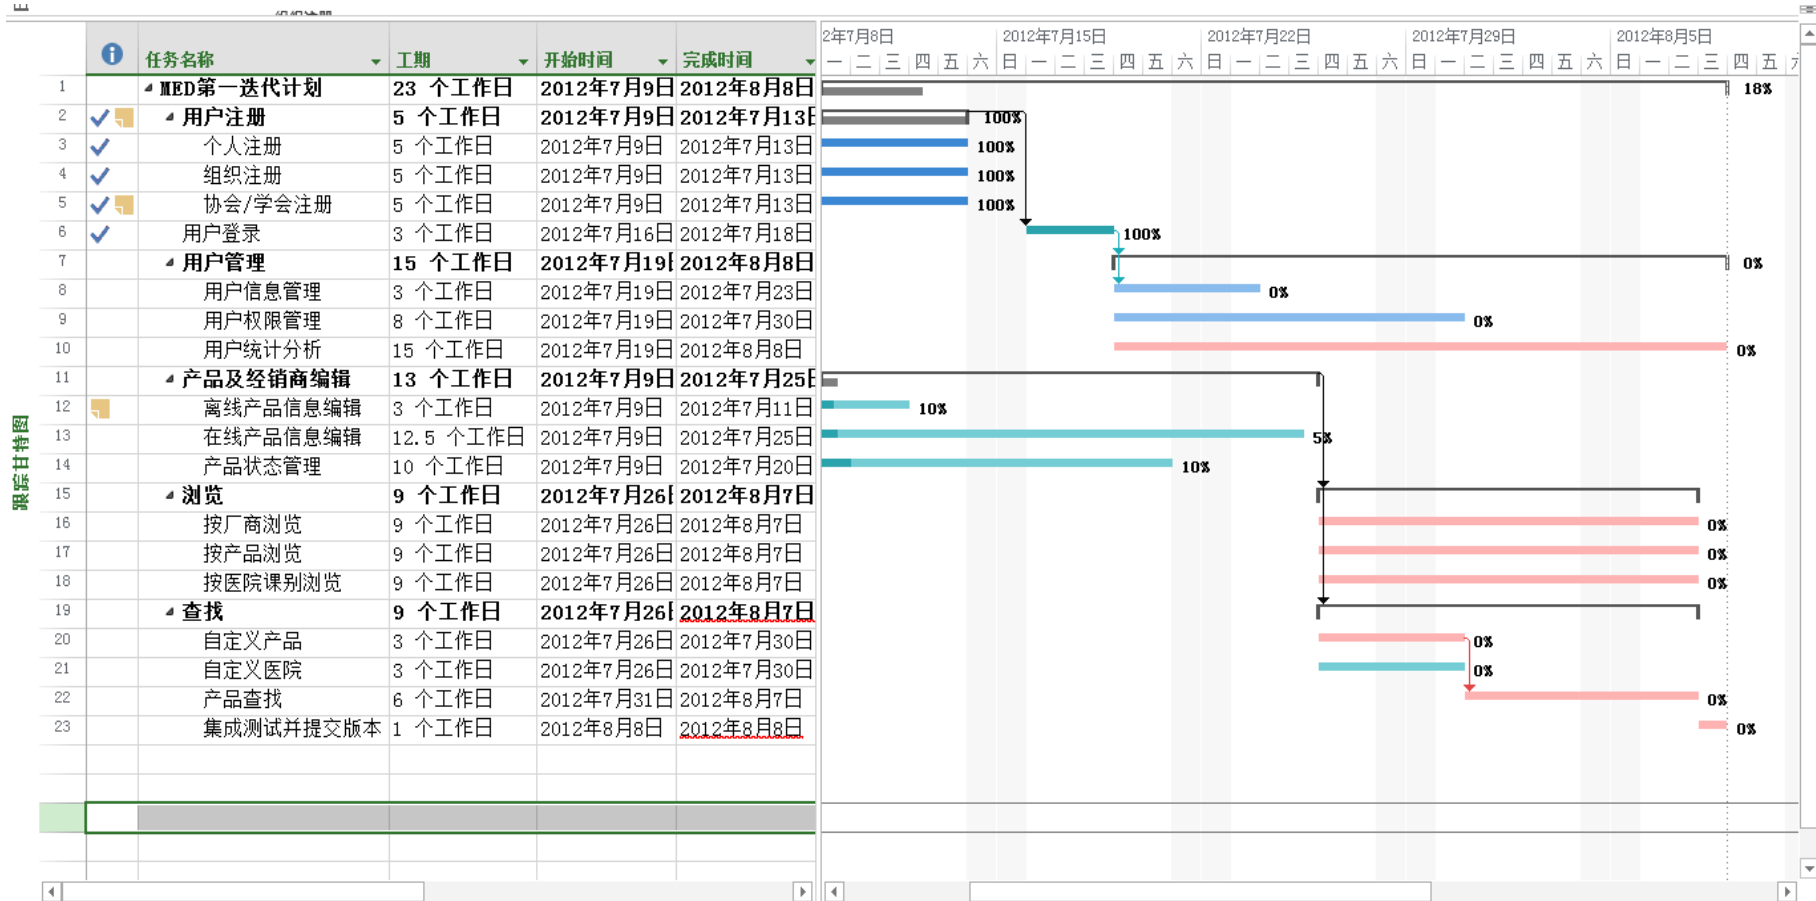 任务名称 工期 开始时间 完成时间
2年7月8日 2012年7月15日 2012年7月22日 2012年7月29日 2012年8月5日
一 二 三 四 五 六 日 一 二 三 四 五 六 日 一 二 三 四 五 六 日 一 二 三 四 五 六 日 一 二 三 四 五
1 MED第一迭代计划 23 个工作日 2012年7月9日 2012年8月8日 18%
2 用户注册 5 个工作日 2012年7月9日 2012年7月13日 100%
3 个人注册 5 个工作日 2012年7月9日 2012年7月13日 100%
4 组织注册 5 个工作日 2012年7月9日 2012年7月13日 100%
5 协会/学会注册 5 个工作日 2012年7月9日 2012年7月13日 100%
6 用户登录 3 个工作日 2012年7月16日 2012年7月18日 100%
7 用户管理 15 个工作日 2012年7月19日 2012年8月8日 0%
8 用户信息管理 3 个工作日 2012年7月19日 2012年7月23日 0%
9 用户权限管理 8 个工作日 2012年7月19日 2012年7月30日 0%
10 用户统计分析 15 个工作日 2012年7月19日 2012年8月8日 0%
11 产品及经销商编辑 13 个工作日 2012年7月9日 2012年7月25日
12 离线产品信息编辑 3 个工作日 2012年7月9日 2012年7月11日 10%
13 在线产品信息编辑 12.5 个工作日 2012年7月9日 2012年7月25日 5%
14 产品状态管理 10 个工作日 2012年7月9日 2012年7月20日 10%
15 浏览 9 个工作日 2012年7月26日 2012年8月7日
16 按厂商浏览 9 个工作日 2012年7月26日 2012年8月7日 0%
17 按产品浏览 9 个工作日 2012年7月26日 2012年8月7日 0%
18 按医院课别浏览 9 个工作日 2012年7月26日 2012年8月7日 0%
19 查找 9 个工作日 2012年7月26日 2012年8月7日
20 自定义产品 3 个工作日 2012年7月26日 2012年7月30日 0%
21 自定义医院 3 个工作日 2012年7月26日 2012年7月30日 0%
22 产品查找 6 个工作日 2012年7月31日 2012年8月7日 0%
23 集成测试并提交版本 1 个工作日 2012年8月8日 2012年8月8日 0%
跟踪甘特图